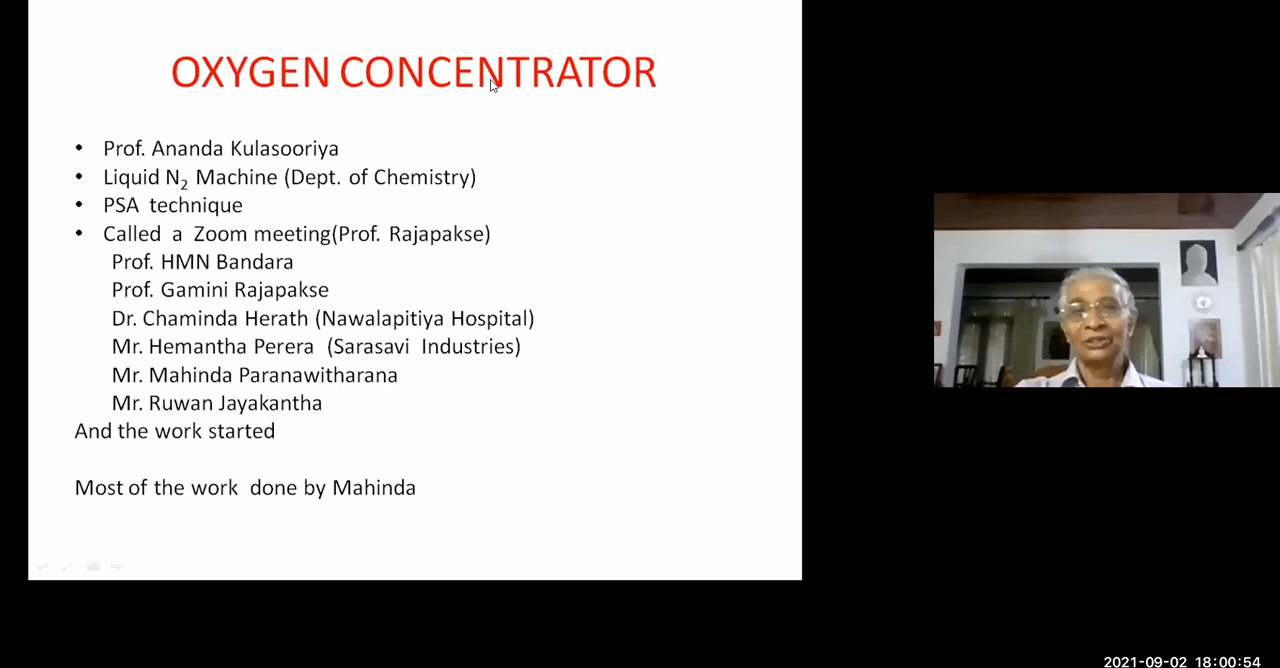 OXYGEN CONCENTRATOR
• Prof. Ananda Kulasooriya
• Liquid N₂ Machine (Dept. of Chemistry)
• PSA technique
• Called a Zoom meeting(Prof. Rajapakse)
Prof. HMN Bandara
Prof. Gamini Rajapakse
Dr. Chaminda Herath (Nawalapitiya Hospital)
Mr. Hemantha Perera (Sarasavi Industries)
Mr. Mahinda Paranawitharana
Mr. Ruwan Jayakantha
And the work started
Most of the work done by Mahinda
2021-09-02 18:00:54